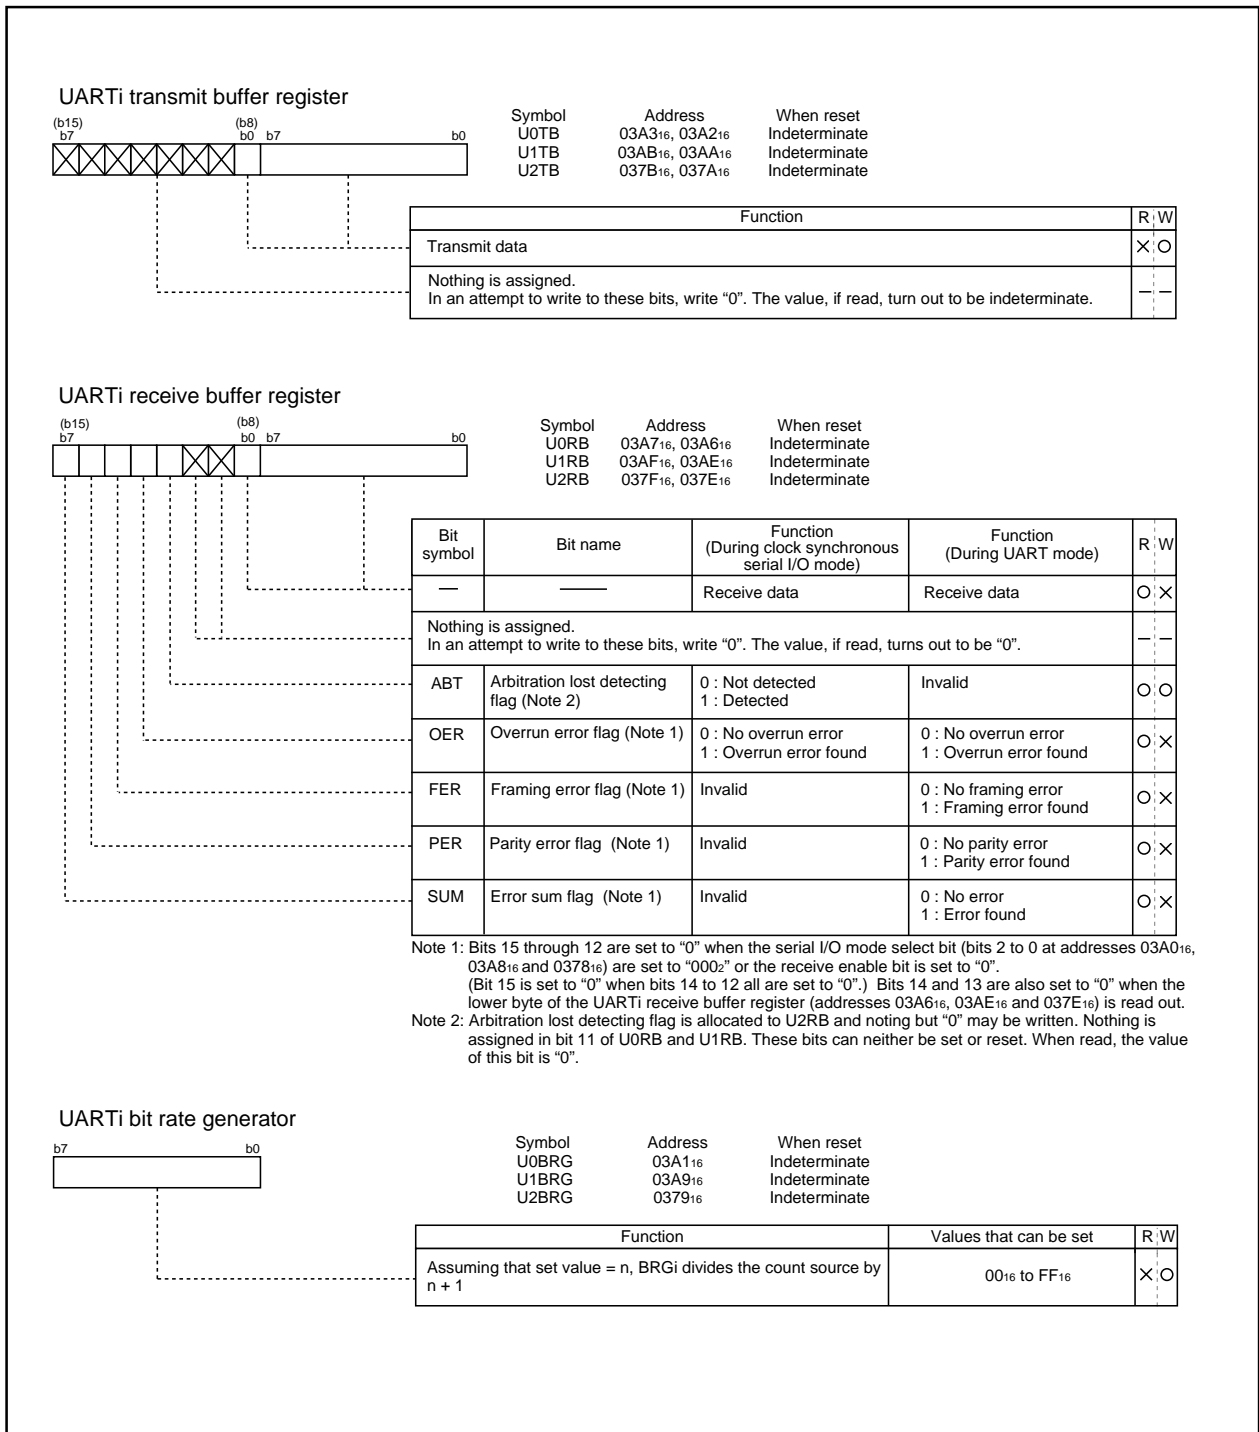 UARTi transmit buffer register
(b15) (b8)
b7 b0 b7 b0
Symbol Address When reset
U0TB 03A316, 03A216 Indeterminate
U1TB 03AB16, 03AA16 Indeterminate
U2TB 037B16, 037A16 Indeterminate
Function R W
Transmit data
Nothing is assigned.
In an attempt to write to these bits, write “0”. The value, if read, turn out to be indeterminate.
UARTi receive buffer register
(b15) (b8)
b7 b0 b7 b0
Symbol Address When reset
U0RB 03A716, 03A616 Indeterminate
U1RB 03AF16, 03AE16 Indeterminate
U2RB 037F16, 037E16 Indeterminate
Bit symbol Bit name Function (During clock synchronous serial I/O mode) Function (During UART mode) R W
Receive data Receive data
Nothing is assigned.
In an attempt to write to these bits, write “0”. The value, if read, turns out to be “0”.
ABT Arbitration lost detecting flag (Note 2) 0 : Not detected 1 : Detected Invalid
OER Overrun error flag (Note 1) 0 : No overrun error 1 : Overrun error found 0 : No overrun error 1 : Overrun error found
FER Framing error flag (Note 1) Invalid 0 : No framing error 1 : Framing error found
PER Parity error flag (Note 1) Invalid 0 : No parity error 1 : Parity error found
SUM Error sum flag (Note 1) Invalid 0 : No error 1 : Error found
Note 1: Bits 15 through 12 are set to “0” when the serial I/O mode select bit (bits 2 to 0 at addresses 03A016,
03A816 and 037816) are set to “0002” or the receive enable bit is set to “0”.
(Bit 15 is set to “0” when bits 14 to 12 all are set to “0”.) Bits 14 and 13 are also set to “0” when the
lower byte of the UARTi receive buffer register (addresses 03A616, 03AE16 and 037E16) is read out.
Note 2: Arbitration lost detecting flag is allocated to U2RB and noting but “0” may be written. Nothing is
assigned in bit 11 of U0RB and U1RB. These bits can neither be set or reset. When read, the value
of this bit is “0”.
UARTi bit rate generator
b7 b0
Symbol Address When reset
U0BRG 03A116 Indeterminate
U1BRG 03A916 Indeterminate
U2BRG 037916 Indeterminate
Function Values that can be set R W
Assuming that set value = n, BRGi divides the count source by n + 1 0016 to FF16